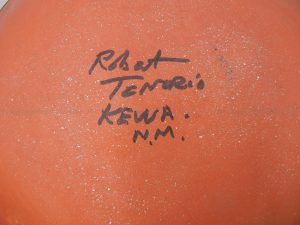 Robert
TENORIO
KEWA.
N.M.